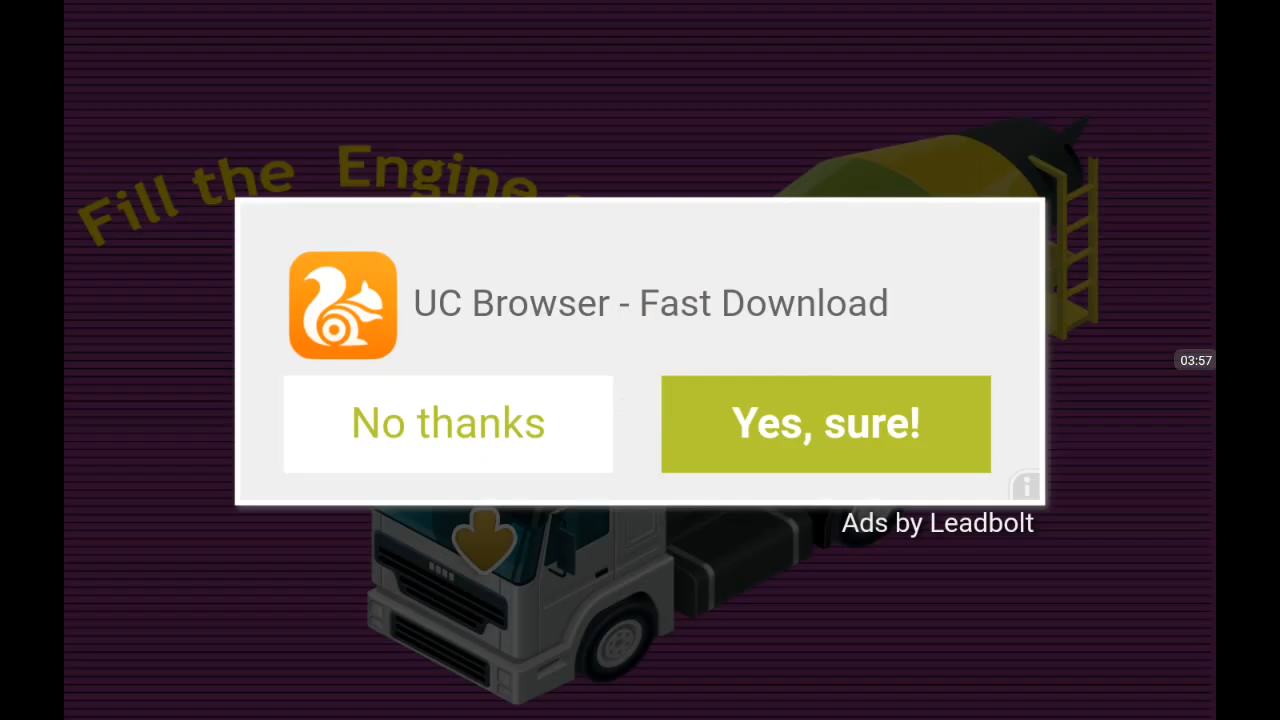 Fill the Engine
UC Browser - Fast Download
03:57
No thanks
Yes, sure!
i
Ads by Leadbolt